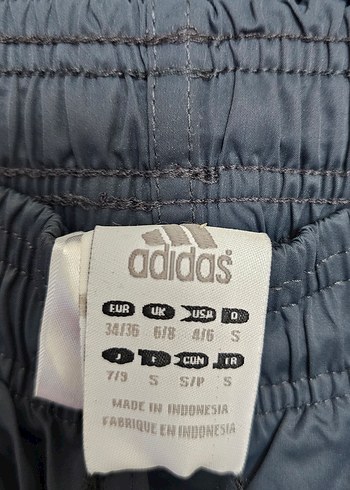 adidas
EUR UK USA D
34/36 6/8 4/6 S
J F CDN TR
7/9 S S/P S
MADE IN INDONESIA
FABRIQUE EN INDONESIA